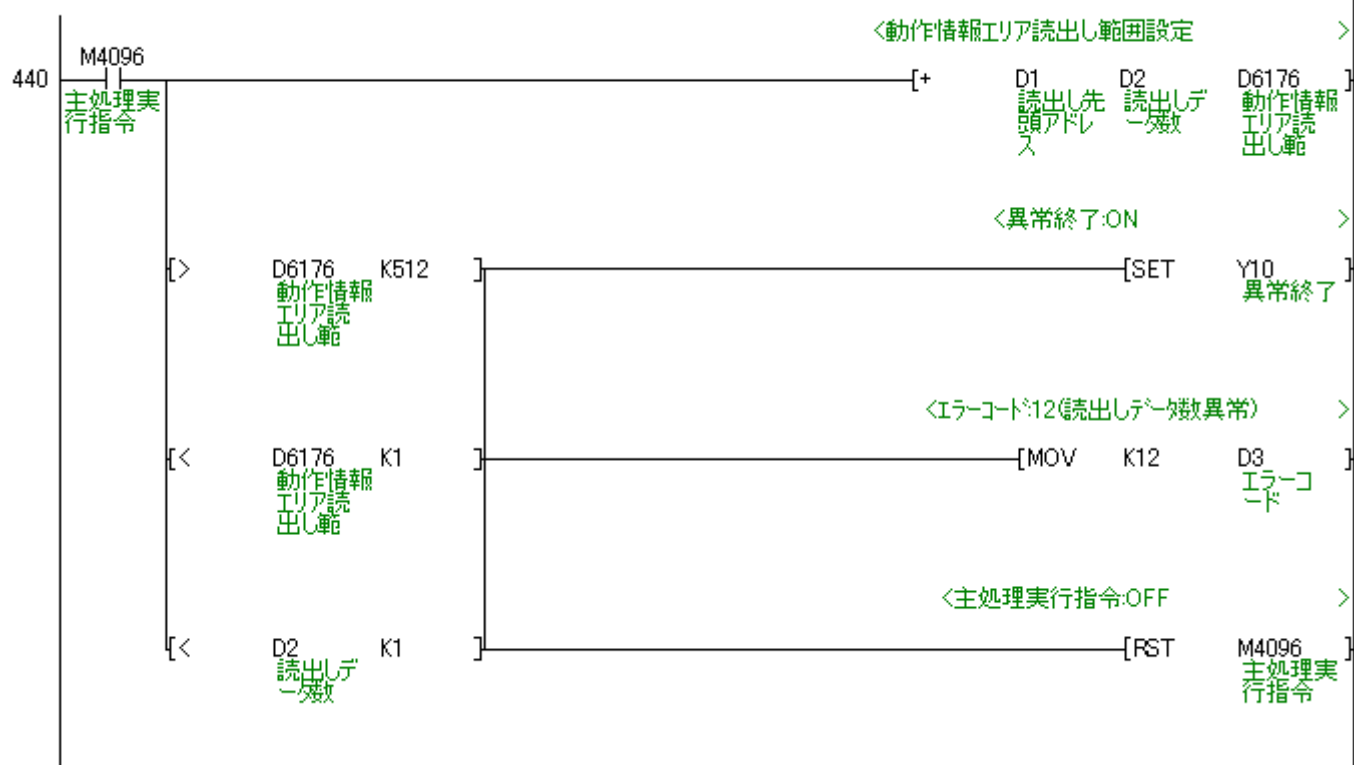 <動作情報エリア読出し範囲設定 >
M4096
440 [+ D1 D2 D6176 ]
主処理実
行指令
読出し先
頭アドレ
ス
読出しデ
ータ数
動作情報
エリア読
出し範
<異常終了:ON >
[> D6176 K512 ] [SET Y10 ]
動作情報
エリア読
出し範
異常終了
<エラーコード:12(読出しデータ数異常) >
[< D6176 K1 ] [MOV K12 D3 ]
動作情報
エリア読
出し範
エラーコ
ード
<主処理実行指令:OFF >
[< D2 K1 ] [RST M4096 ]
読出しデ
ータ数
主処理実
行指令